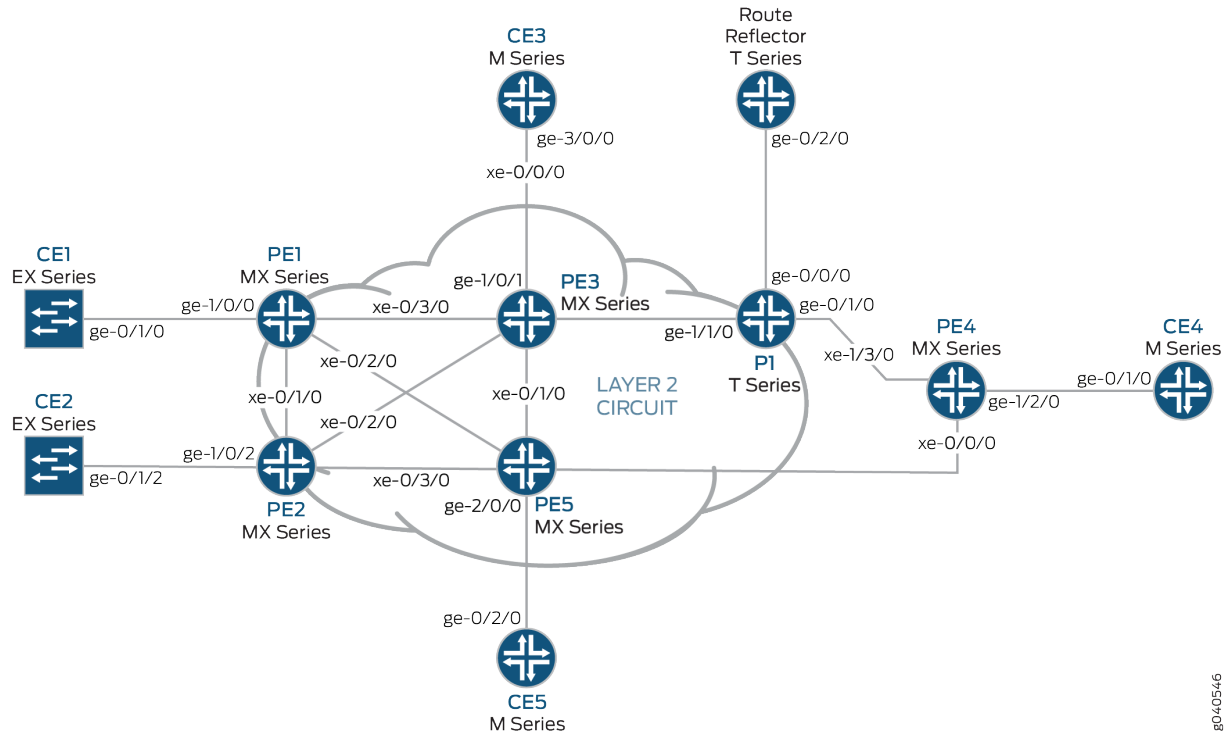 CE3
M Series
Route
Reflector
T Series
ge-3/0/0
ge-0/2/0
xe-0/0/0
CE1
EX Series
PE1
MX Series
ge-1/0/1
PE3
MX Series
ge-0/0/0
ge-1/0/0
xe-0/3/0
ge-0/1/0
ge-0/1/0
ge-1/1/0
PE4
MX Series
CE4
M Series
xe-0/2/0
xe-1/3/0
P1
T Series
LAYER 2
CIRCUIT
ge-0/1/0
CE2
EX Series
xe-0/1/0
xe-0/1/0
ge-1/2/0
xe-0/2/0
xe-0/0/0
ge-1/0/2
ge-0/1/2
xe-0/3/0
PE2
MX Series
ge-2/0/0
PE5
MX Series
ge-0/2/0
CE5
M Series
g040546